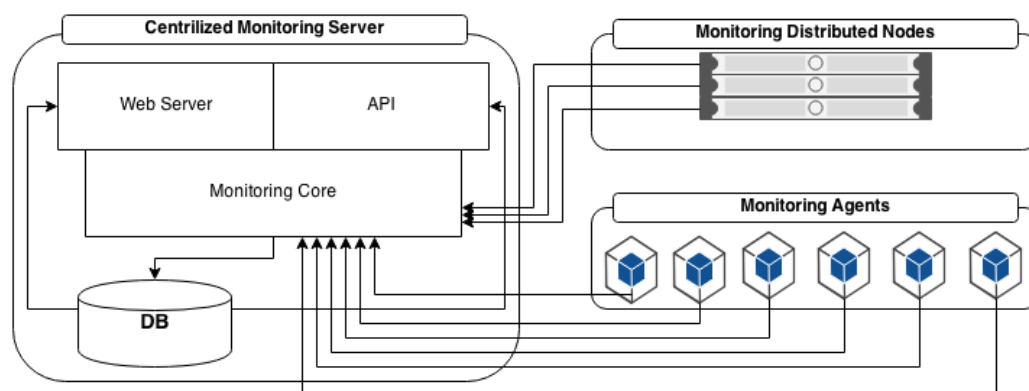 Centrilized Monitoring Server
Monitoring Distributed Nodes
Web Server
API
Monitoring Core
Monitoring Agents
DB